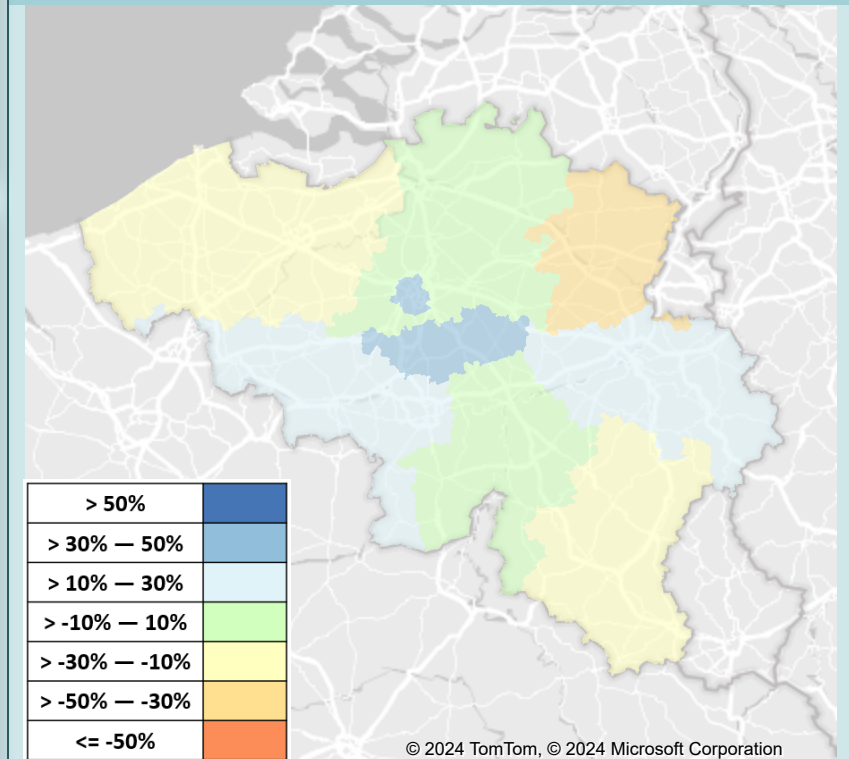 > 50%
> 30% — 50%
> 10% — 30%
> -10% — 10%
> -30% — -10%
> -50% — -30%
<= -50%
© 2024 TomTom, © 2024 Microsoft Corporation